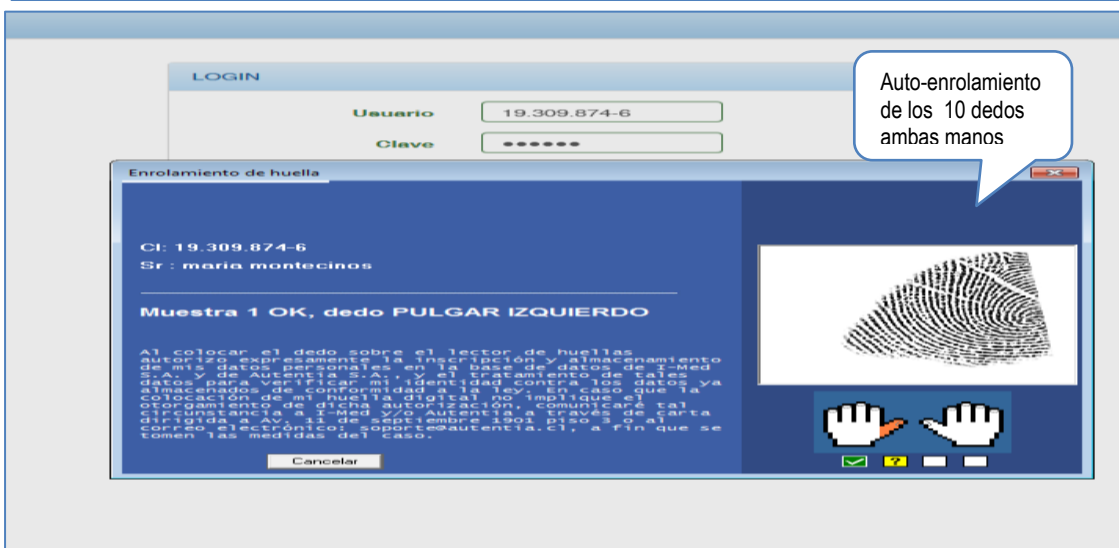 LOGIN
Usuario 19.309.874-6
Clave ●●●●●●
Auto-enrolamiento
de los 10 dedos
ambas manos
Enrolamiento de huella
CI: 19.309.874-6
Sr : maria montecinos
Muestra 1 OK, dedo PULGAR IZQUIERDO
Al colocar el dedo sobre el lector de huellas
autorizo expresamente la inscripción y almacenamiento
de mis datos personales en la base de datos de I-Med
S.A. y de Autentia S.A., y el tratamiento de tales
datos para verificar mi identidad contra los datos ya
almacenados de conformidad a la ley. En caso que la
colocación de mi huella digital no implique el
otorgamiento de dicha autorización, comunicaré tal
circunstancia a I-Med y/o Autentia a través de carta
dirigida a Av. 11 de septiembre 1901 piso 3 o al
correo electrónico: soporte@autentia.cl, a fin que se
tomen las medidas del caso.
Cancelar
?